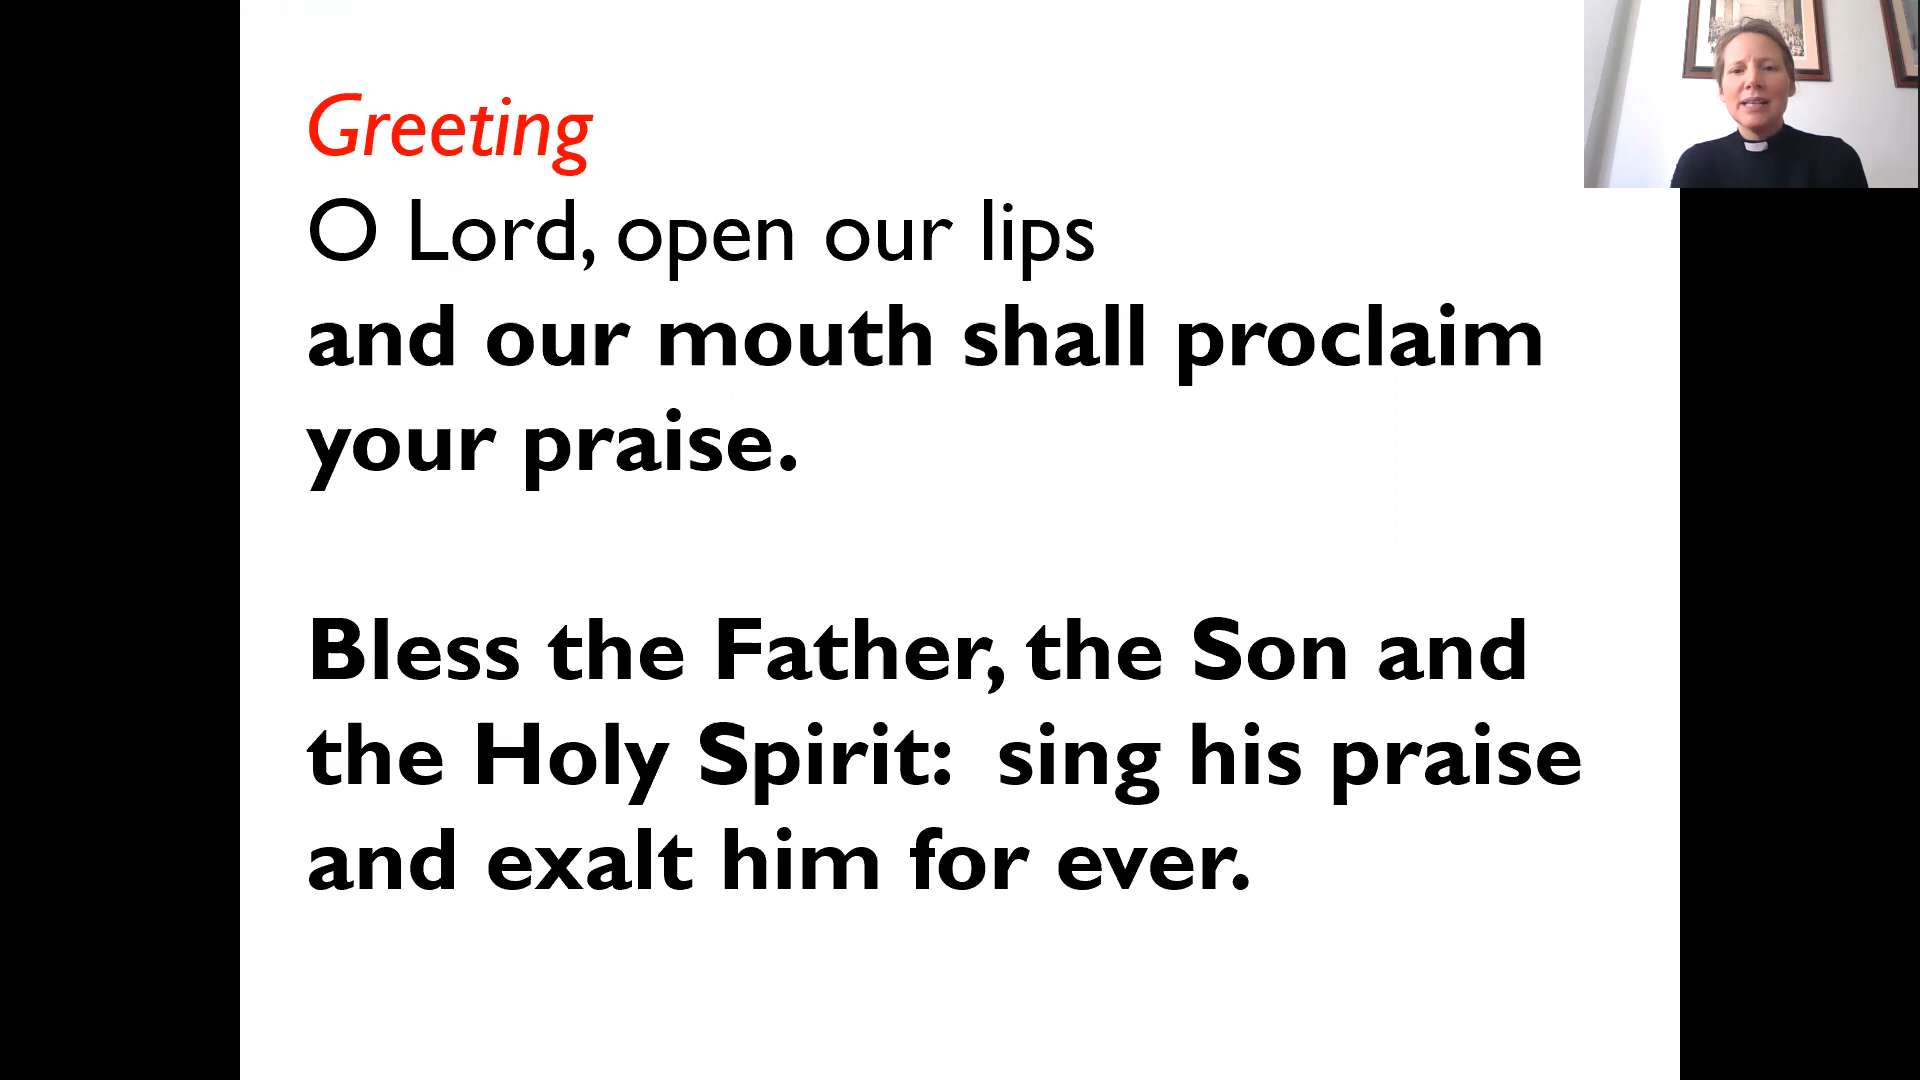 Greeting
O Lord, open our lips
and our mouth shall proclaim
your praise.
Bless the Father, the Son and
the Holy Spirit:  sing his praise
and exalt him for ever.